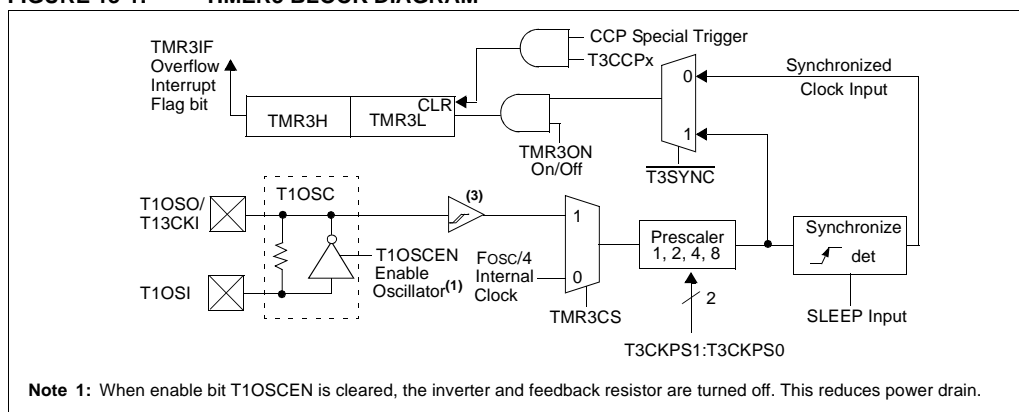 FIGURE 13-1: TIMER3 BLOCK DIAGRAM
TMR3IF
Overflow
Interrupt
Flag bit
TMR3H
TMR3L
CLR
CCP Special Trigger
T3CCPx
TMR3ON
On/Off
0
1
T3SYNC
Synchronized
Clock Input
T1OSO/
T13CKI
T1OSI
T1OSC
(3)
T1OSCEN
Enable
Oscillator(1)
FOSC/4
Internal
Clock
1
0
TMR3CS
Prescaler
1, 2, 4, 8
2
T3CKPS1:T3CKPS0
Synchronize
det
SLEEP Input
Note 1: When enable bit T1OSCEN is cleared, the inverter and feedback resistor are turned off. This reduces power drain.